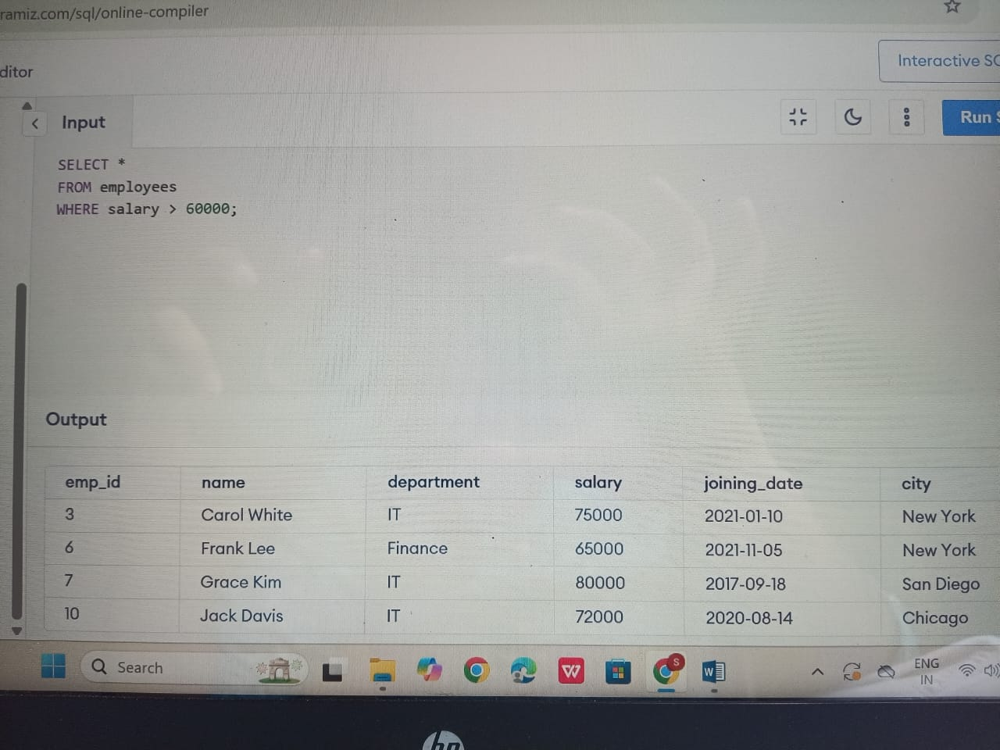 ramiz.com/sql/online-compiler
ditor
Interactive SQ
Input
Run S
SELECT *
FROM employees
WHERE salary > 60000;
Output
emp_id name department salary joining_date city
3 Carol White IT 75000 2021-01-10 New York
6 Frank Lee Finance 65000 2021-11-05 New York
7 Grace Kim IT 80000 2017-09-18 San Diego
10 Jack Davis IT 72000 2020-08-14 Chicago
Search
W
S
W
ENG
IN
hp